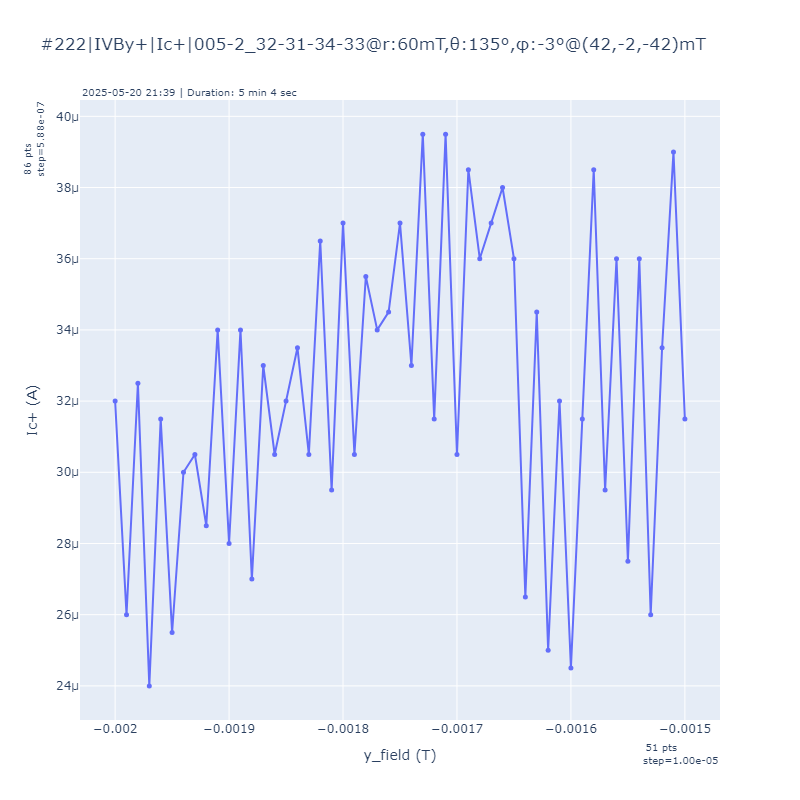 #222|IVBy+|Ic+|005-2_32-31-34-33@r:60mT,θ:135°,φ:-3°@(42,-2,-42)mT
2025-05-20 21:39 | Duration: 5 min 4 sec
86 pts
step=5.88e-07
40μ
38μ
36μ
34μ
32μ
30μ
28μ
26μ
24μ
Ic+ (A)
−0.002
−0.0019
−0.0018
−0.0017
−0.0016
−0.0015
y_field (T)
51 pts
step=1.00e-05